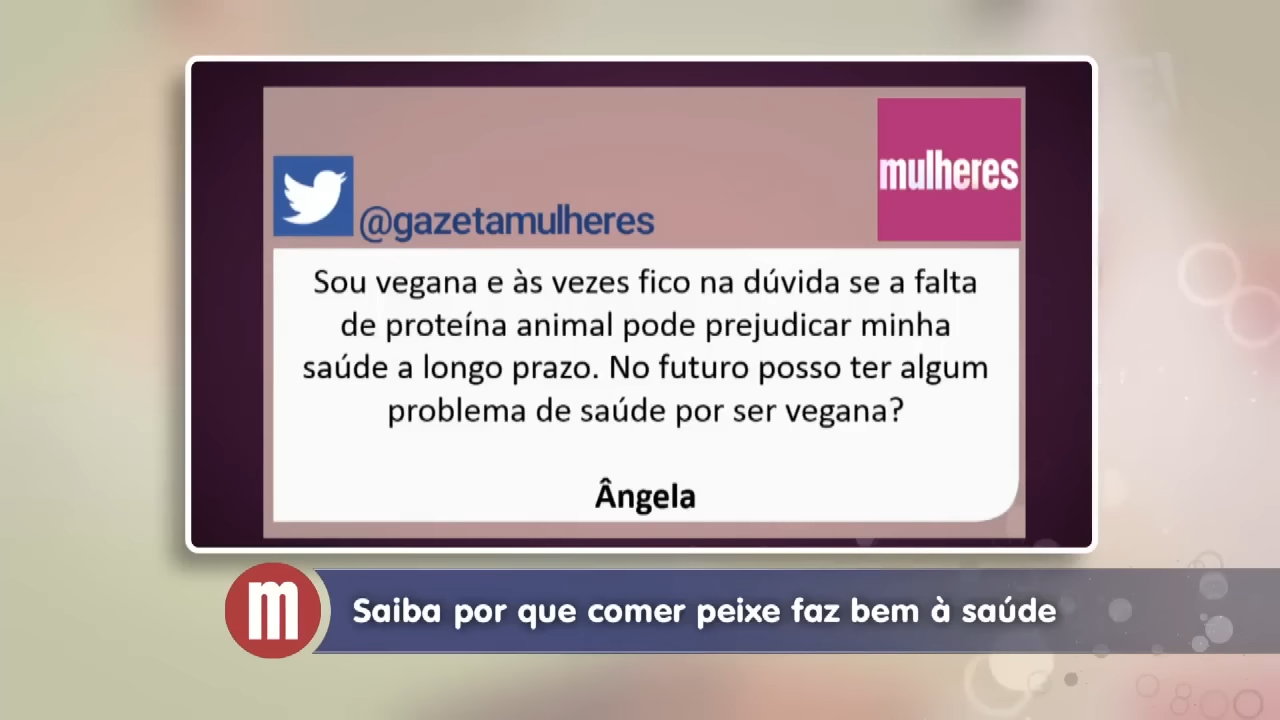 mulheres
@gazetamulheres
Sou vegana e às vezes fico na dúvida se a falta
de proteína animal pode prejudicar minha
saúde a longo prazo. No futuro posso ter algum
problema de saúde por ser vegana?
Ângela
m
Saiba por que comer peixe faz bem à saúde